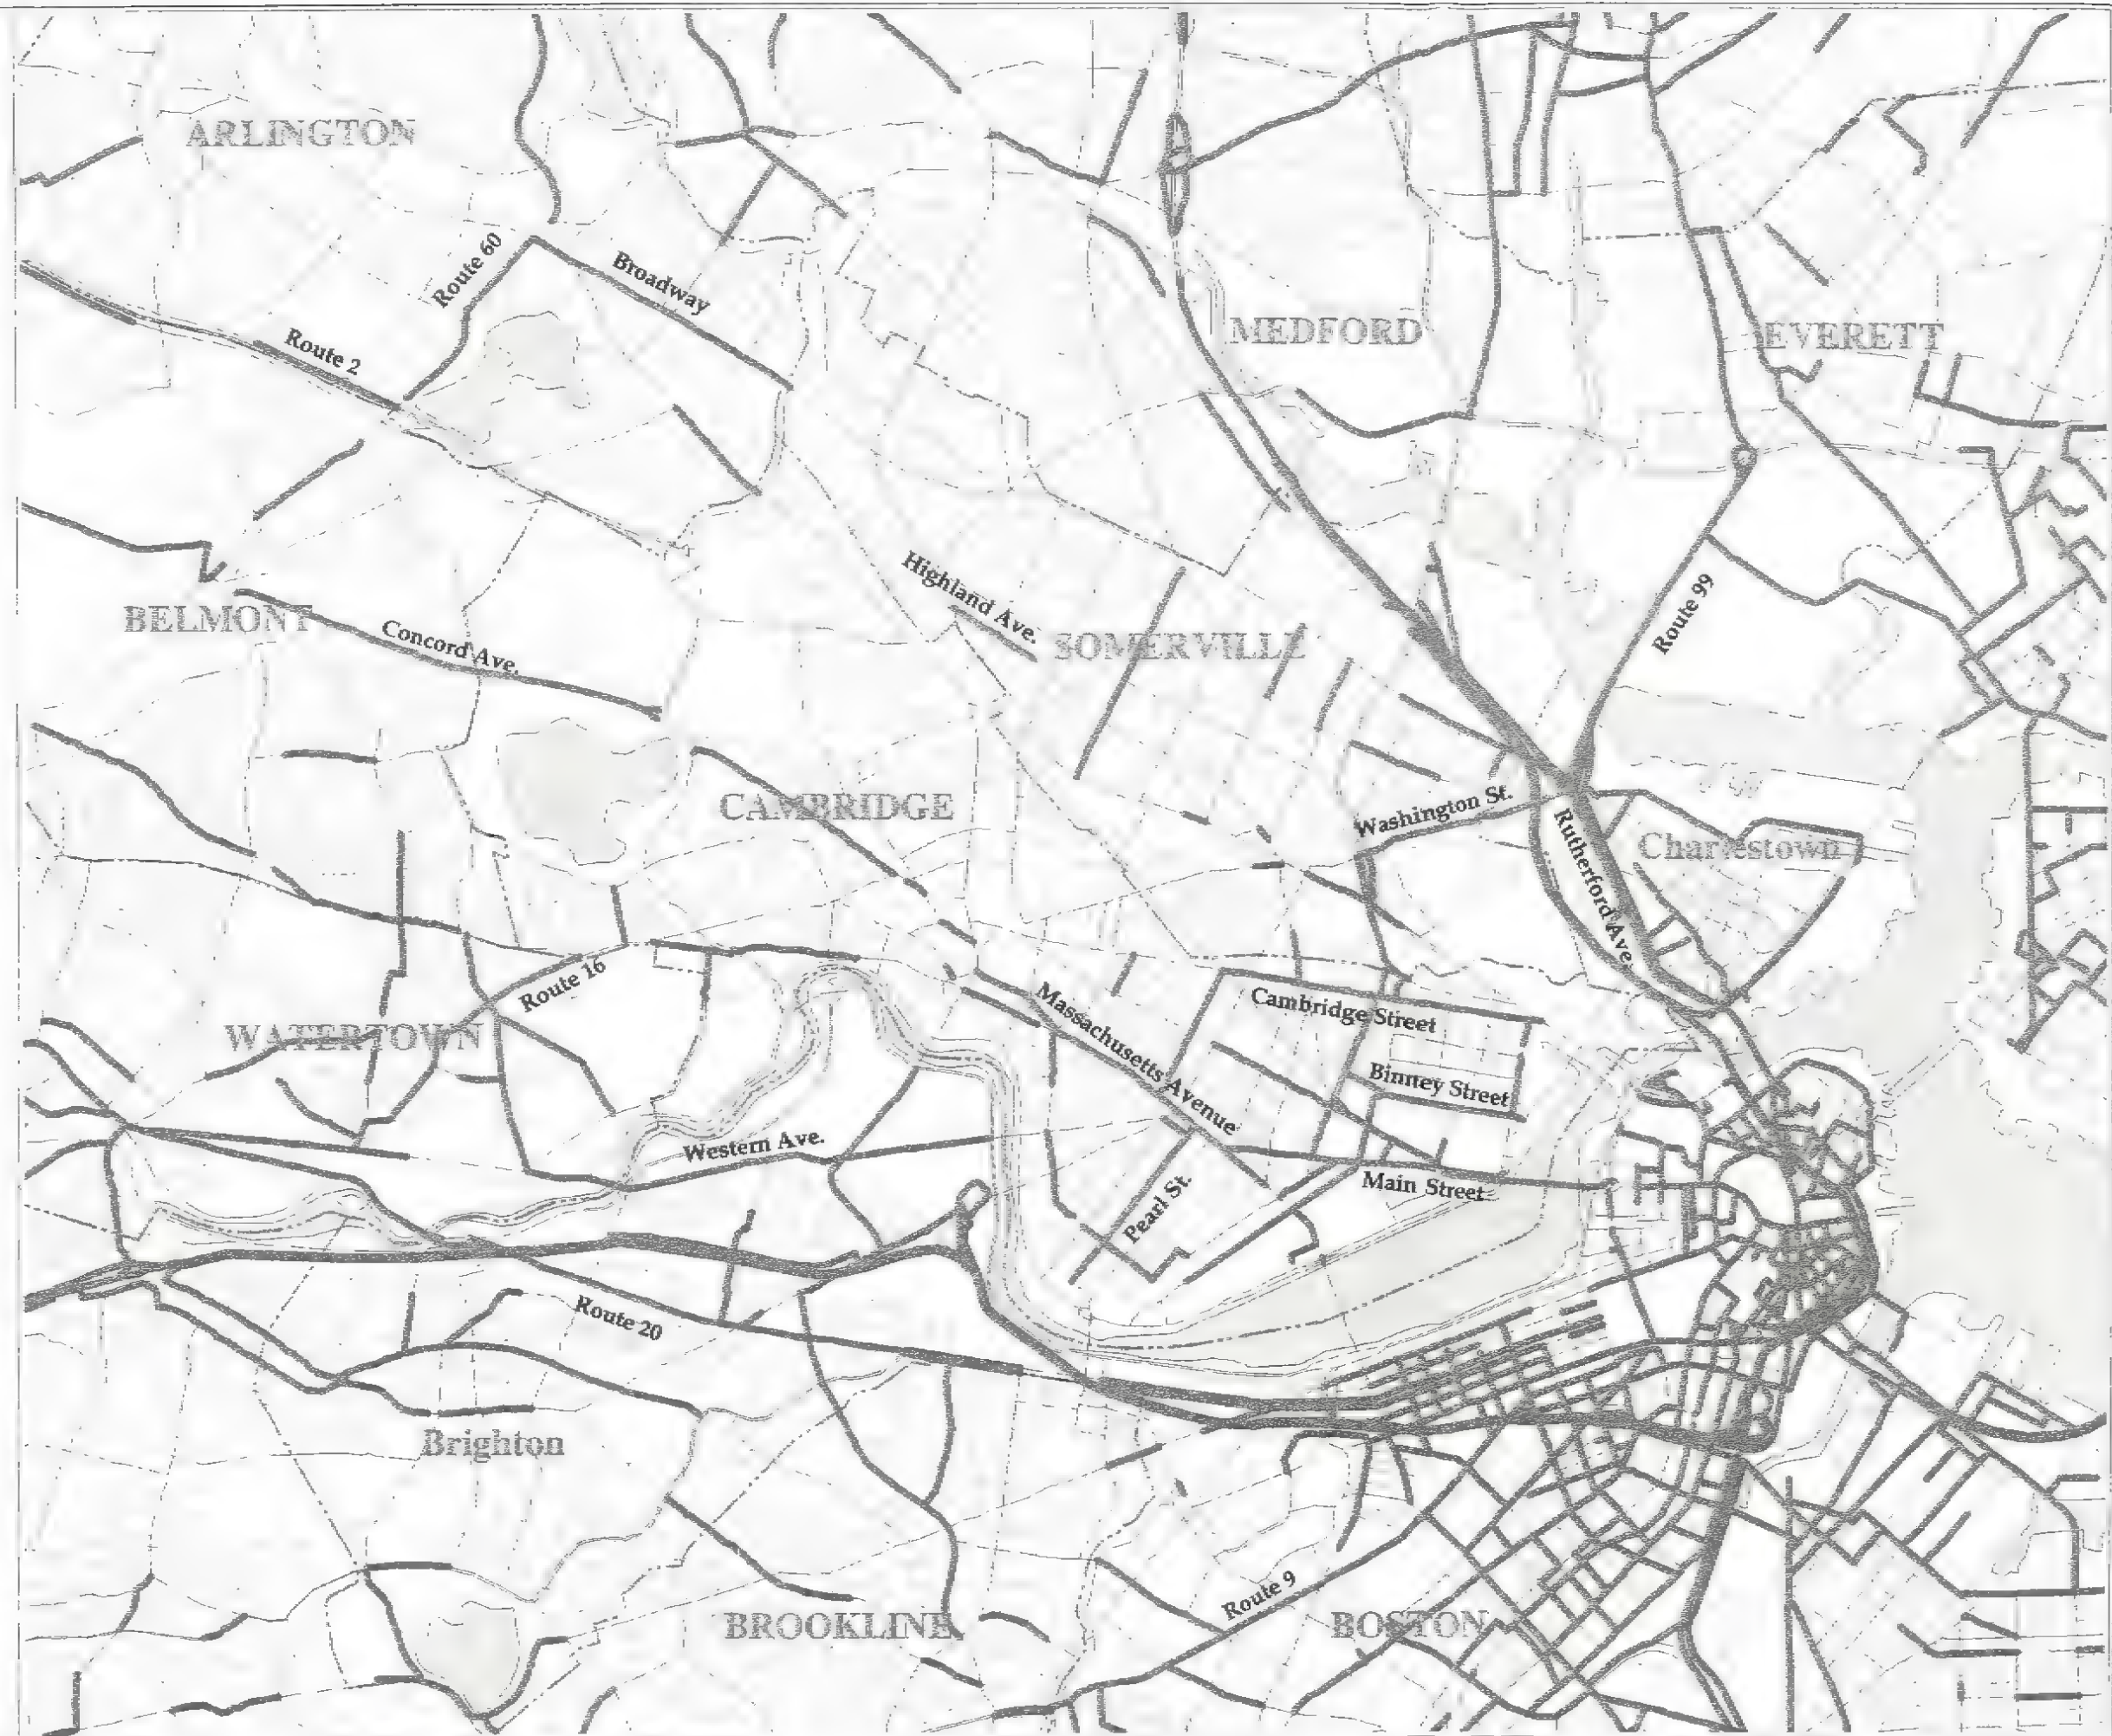 ARLINGTON
Route 60
Broadway
Route 2
MEDFORD
EVERETT
Highland Ave.
SOMERVILLE
Route 99
BELMONT
Concord Ave.
CAMBRIDGE
Washington St.
Rutherford Ave.
Charlestown
Route 16
WATERTOWN
Massachusetts Avenue
Cambridge Street
Binney Street
Western Ave.
Main Street
Pearl St.
Route 20
Brighton
Route 9
BROOKLINE
BOSTON